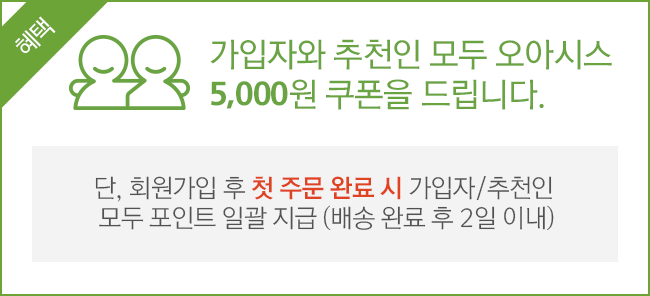 혜택
가입자와 추천인 모두 오아시스
5,000원 쿠폰을 드립니다.
단, 회원가입 후 첫 주문 완료 시 가입자/추천인
모두 포인트 일괄 지급 (배송 완료 후 2일 이내)